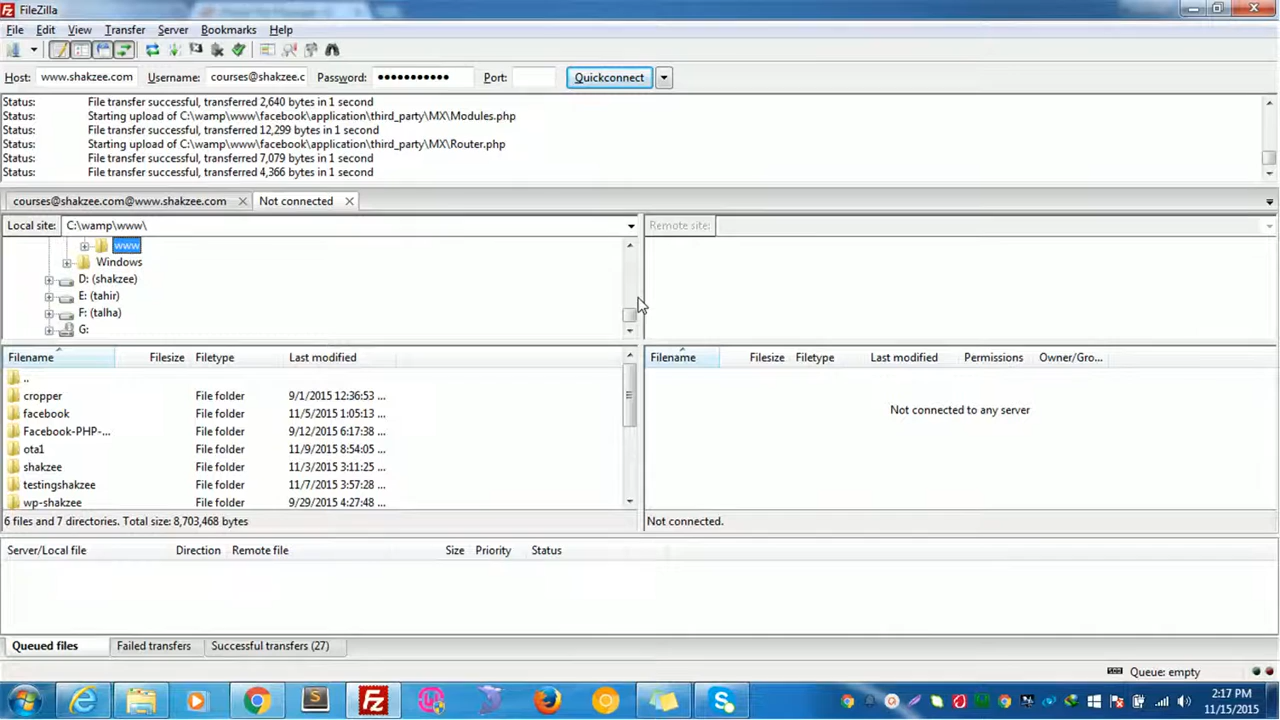 FileZilla
File Edit View Transfer Server Bookmarks Help
Host: www.shakzee.com Username: courses@shakzee.c Password: ●●●●●●●●●●● Port: Quickconnect
Status: File transfer successful, transferred 2,640 bytes in 1 second
Status: Starting upload of C:\wamp\www\facebook\application\third_party\MX\Modules.php
Status: File transfer successful, transferred 12,299 bytes in 1 second
Status: Starting upload of C:\wamp\www\facebook\application\third_party\MX\Router.php
Status: File transfer successful, transferred 7,079 bytes in 1 second
Status: File transfer successful, transferred 4,366 bytes in 1 second
courses@shakzee.com@www.shakzee.com Not connected
Local site: C:\wamp\www\ Remote site:
www
Windows
D: (shakzee)
E: (tahir)
F: (talha)
G:
Filename Filesize Filetype Last modified Filename Filesize Filetype Last modified Permissions Owner/Gro...
..
cropper File folder 9/1/2015 12:36:53 ...
facebook File folder 11/5/2015 1:05:13 ...
Not connected to any server
Facebook-PHP-... File folder 9/12/2015 6:17:38 ...
ota1 File folder 11/9/2015 8:54:05 ...
shakzee File folder 11/3/2015 3:11:25 ...
testingshakzee File folder 11/7/2015 3:57:28 ...
wp-shakzee File folder 9/29/2015 4:27:48 ...
6 files and 7 directories. Total size: 8,703,468 bytes Not connected.
Server/Local file Direction Remote file Size Priority Status
Queued files Failed transfers Successful transfers (27)
Queue: empty
2:17 PM
11/15/2015